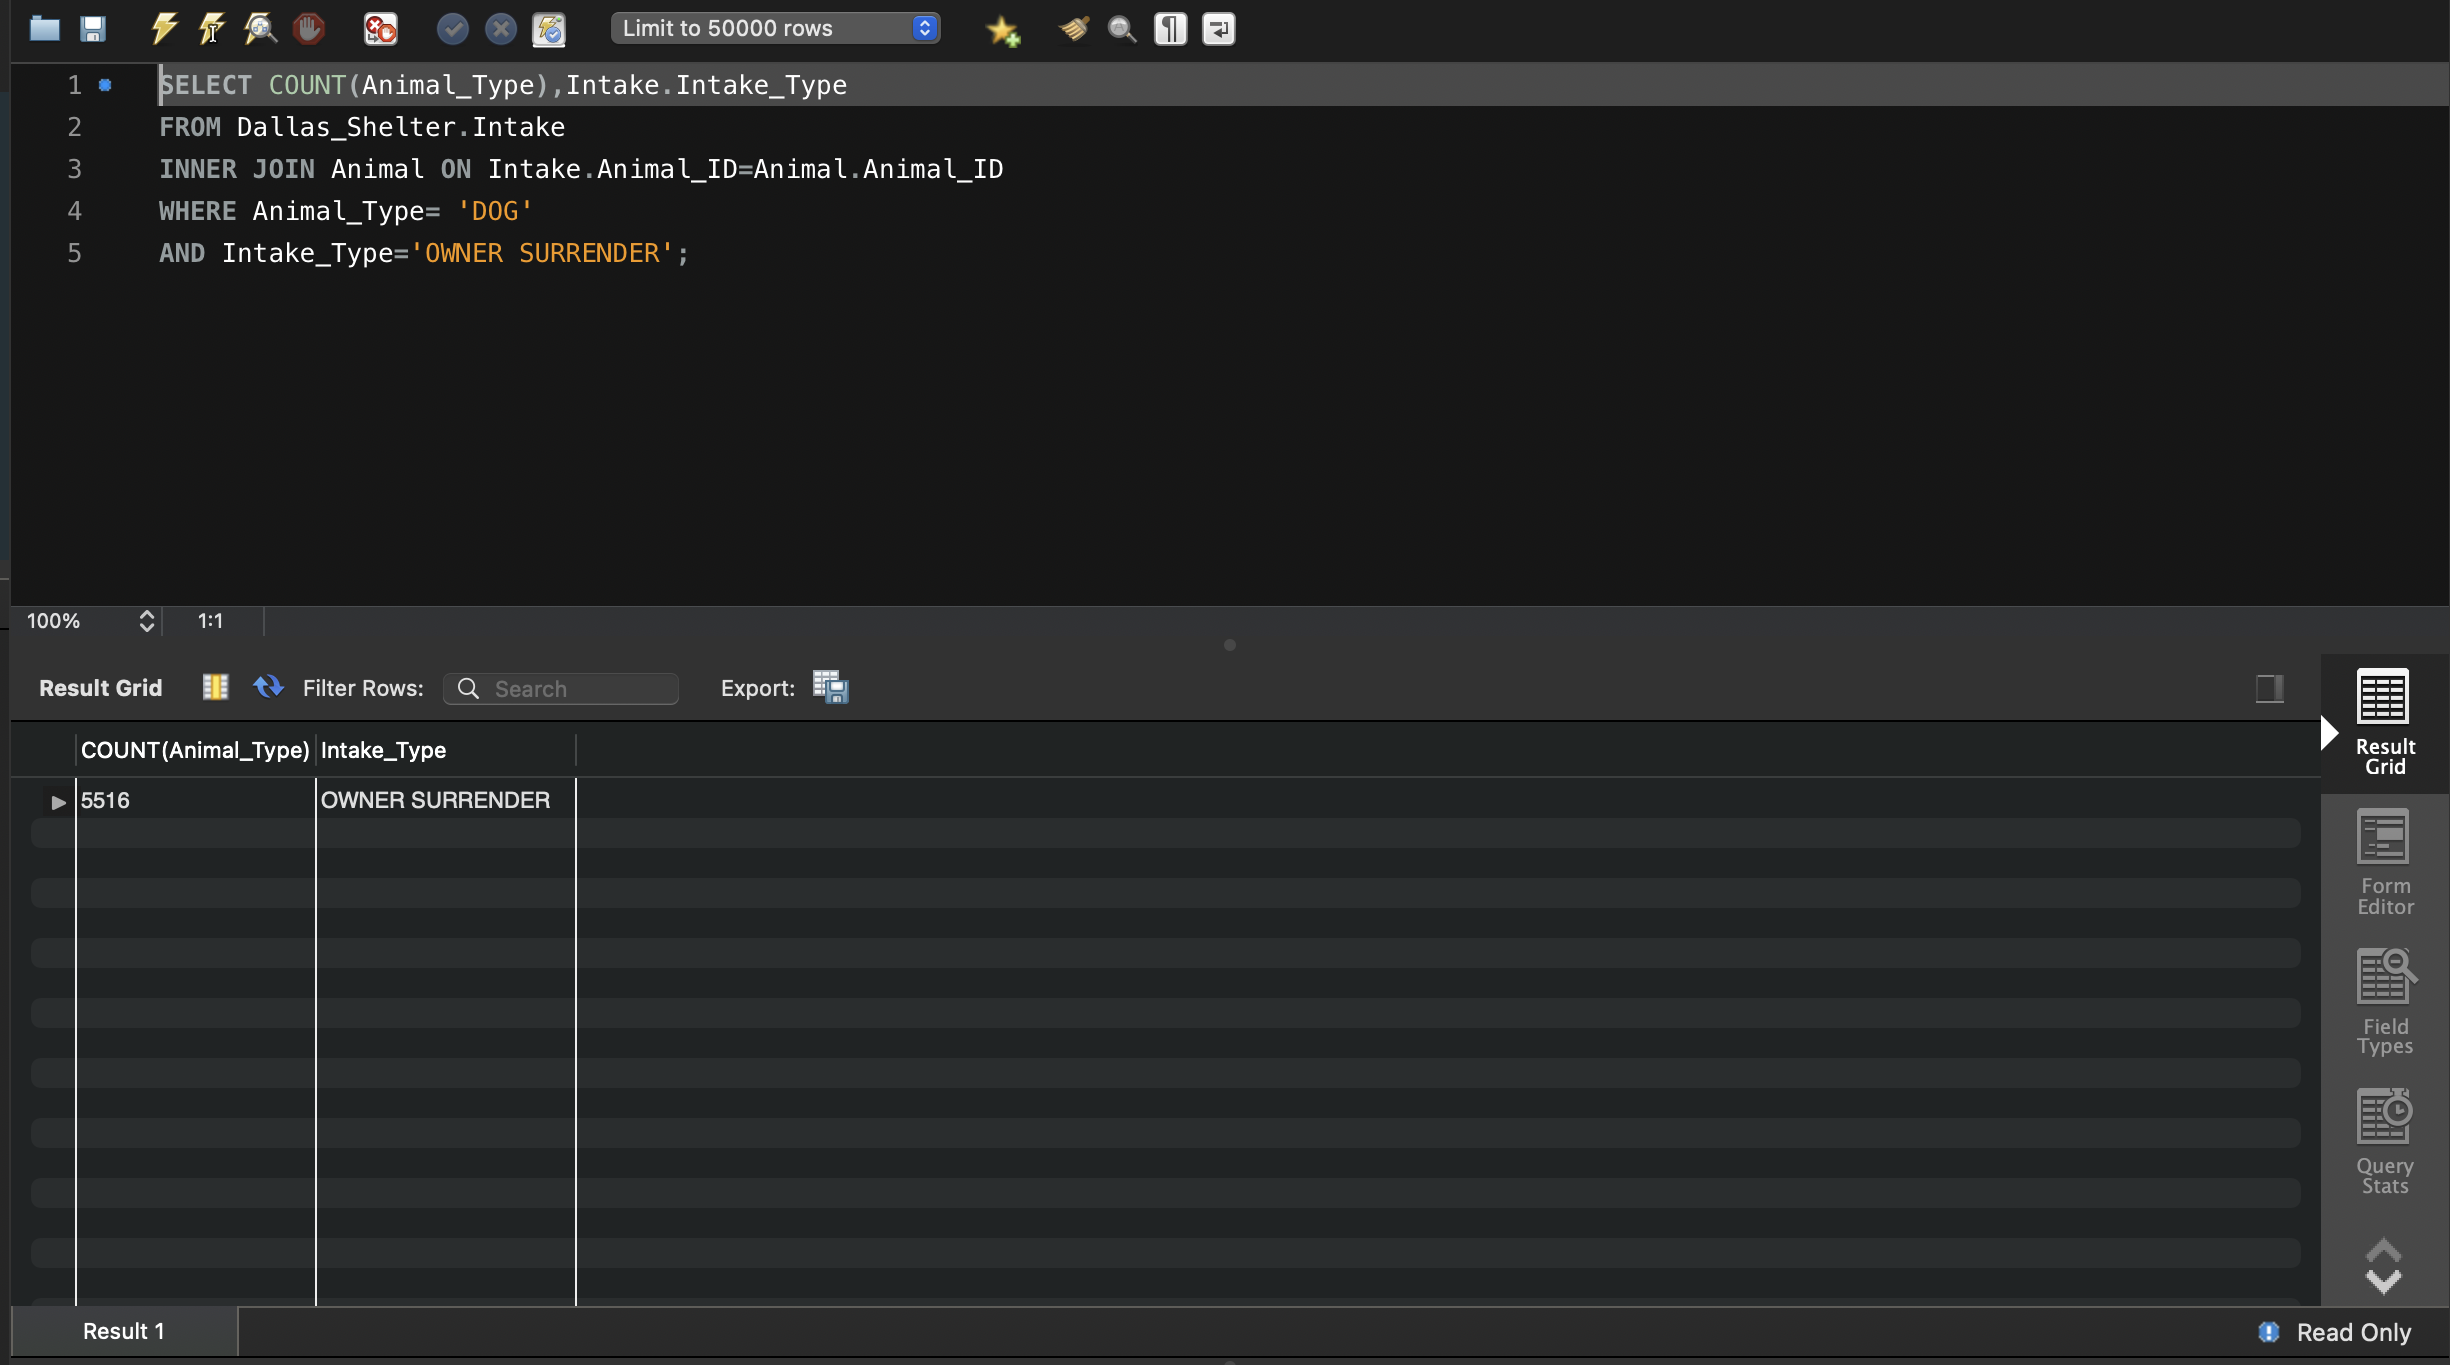 Limit to 50000 rows
1 SELECT COUNT(Animal_Type),Intake.Intake_Type
2 FROM Dallas_Shelter.Intake
3 INNER JOIN Animal ON Intake.Animal_ID=Animal.Animal_ID
4 WHERE Animal_Type= 'DOG'
5 AND Intake_Type='OWNER SURRENDER';
100% 1:1
Result Grid Filter Rows: Search Export:
COUNT(Animal_Type) Intake_Type
5516 OWNER SURRENDER
Result
Grid
Form
Editor
Field
Types
Query
Stats
Result 1 Read Only